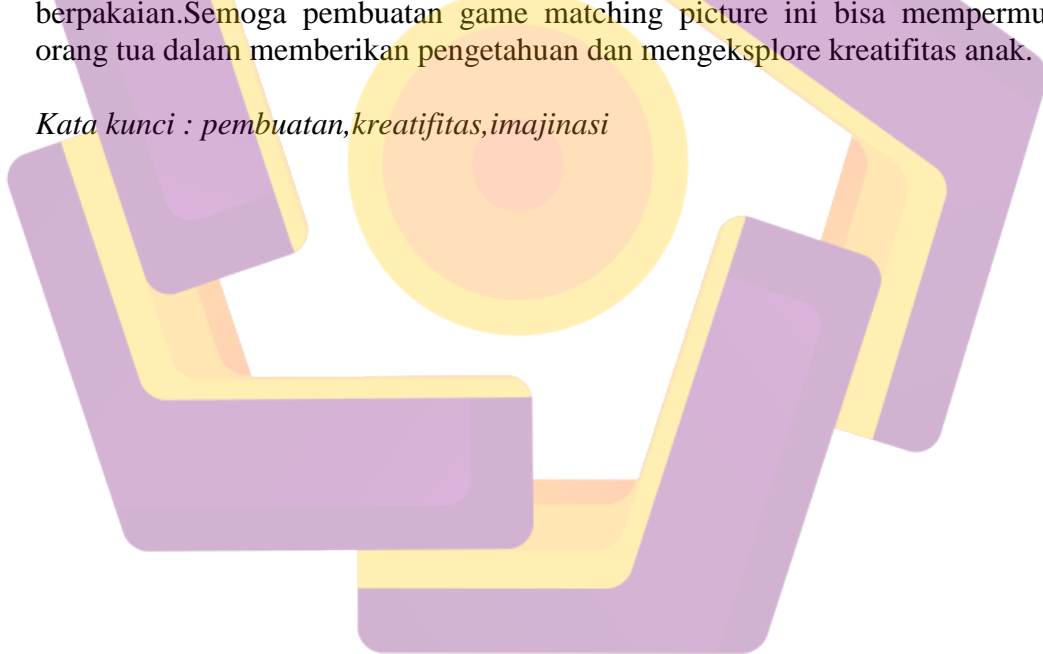 berpakaian.Semoga pembuatan game matching picture ini bisa mempermu
orang tua dalam memberikan pengetahuan dan mengeksplore kreatifitas anak.
Kata kunci : pembuatan,kreatifitas,imajinasi